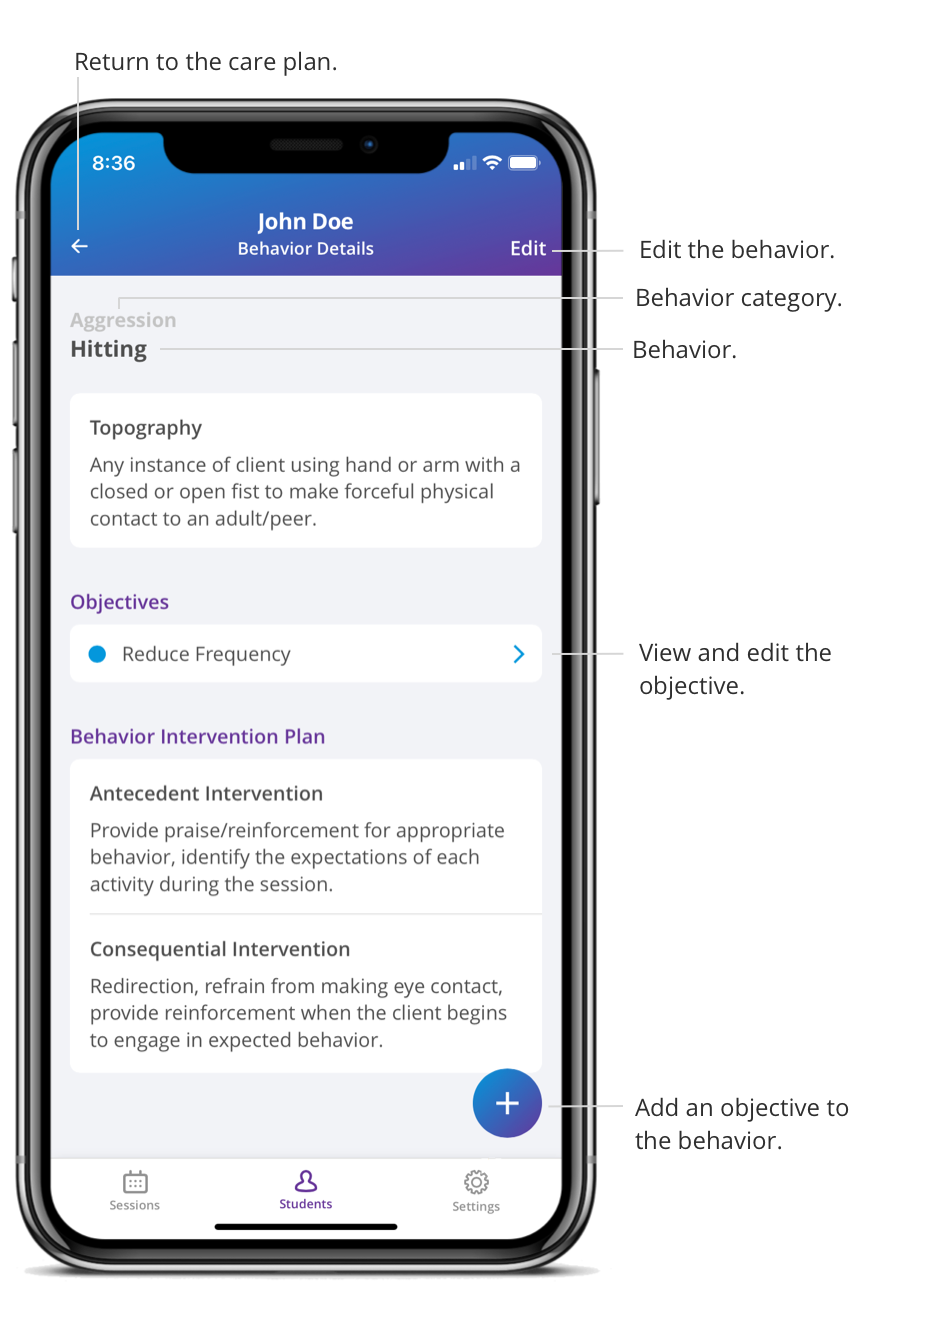 Return to the care plan.
8:36
John Doe
Behavior Details
Edit
Edit the behavior.
Behavior category.
Aggression
Hitting
Behavior.
Topography
Any instance of client using hand or arm with a
closed or open fist to make forceful physical
contact to an adult/peer.
Objectives
Reduce Frequency
View and edit the
objective.
Behavior Intervention Plan
Antecedent Intervention
Provide praise/reinforcement for appropriate
behavior, identify the expectations of each
activity during the session.
Consequential Intervention
Redirection, refrain from making eye contact,
provide reinforcement when the client begins
to engage in expected behavior.
Add an objective to
the behavior.
Sessions
Students
Settings